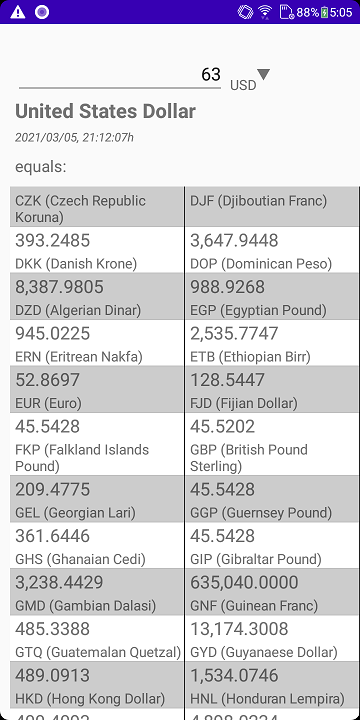 88% 5:05
63 USD
United States Dollar
2021/03/05, 21:12:07h
equals:
CZK (Czech Republic Koruna) DJF (Djiboutian Franc)
393.2485 3,647.9448
DKK (Danish Krone) DOP (Dominican Peso)
8,387.9805 988.9268
DZD (Algerian Dinar) EGP (Egyptian Pound)
945.0225 2,535.7747
ERN (Eritrean Nakfa) ETB (Ethiopian Birr)
52.8697 128.5447
EUR (Euro) FJD (Fijian Dollar)
45.5428 45.5202
FKP (Falkland Islands Pound) GBP (British Pound Sterling)
209.4775 45.5428
GEL (Georgian Lari) GGP (Guernsey Pound)
361.6446 45.5428
GHS (Ghanaian Cedi) GIP (Gibraltar Pound)
3,238.4429 635,040.0000
GMD (Gambian Dalasi) GNF (Guinean Franc)
485.3388 13,174.3008
GTQ (Guatemalan Quetzal) GYD (Guyanaese Dollar)
489.0913 1,534.0746
HKD (Hong Kong Dollar) HNL (Honduran Lempira)